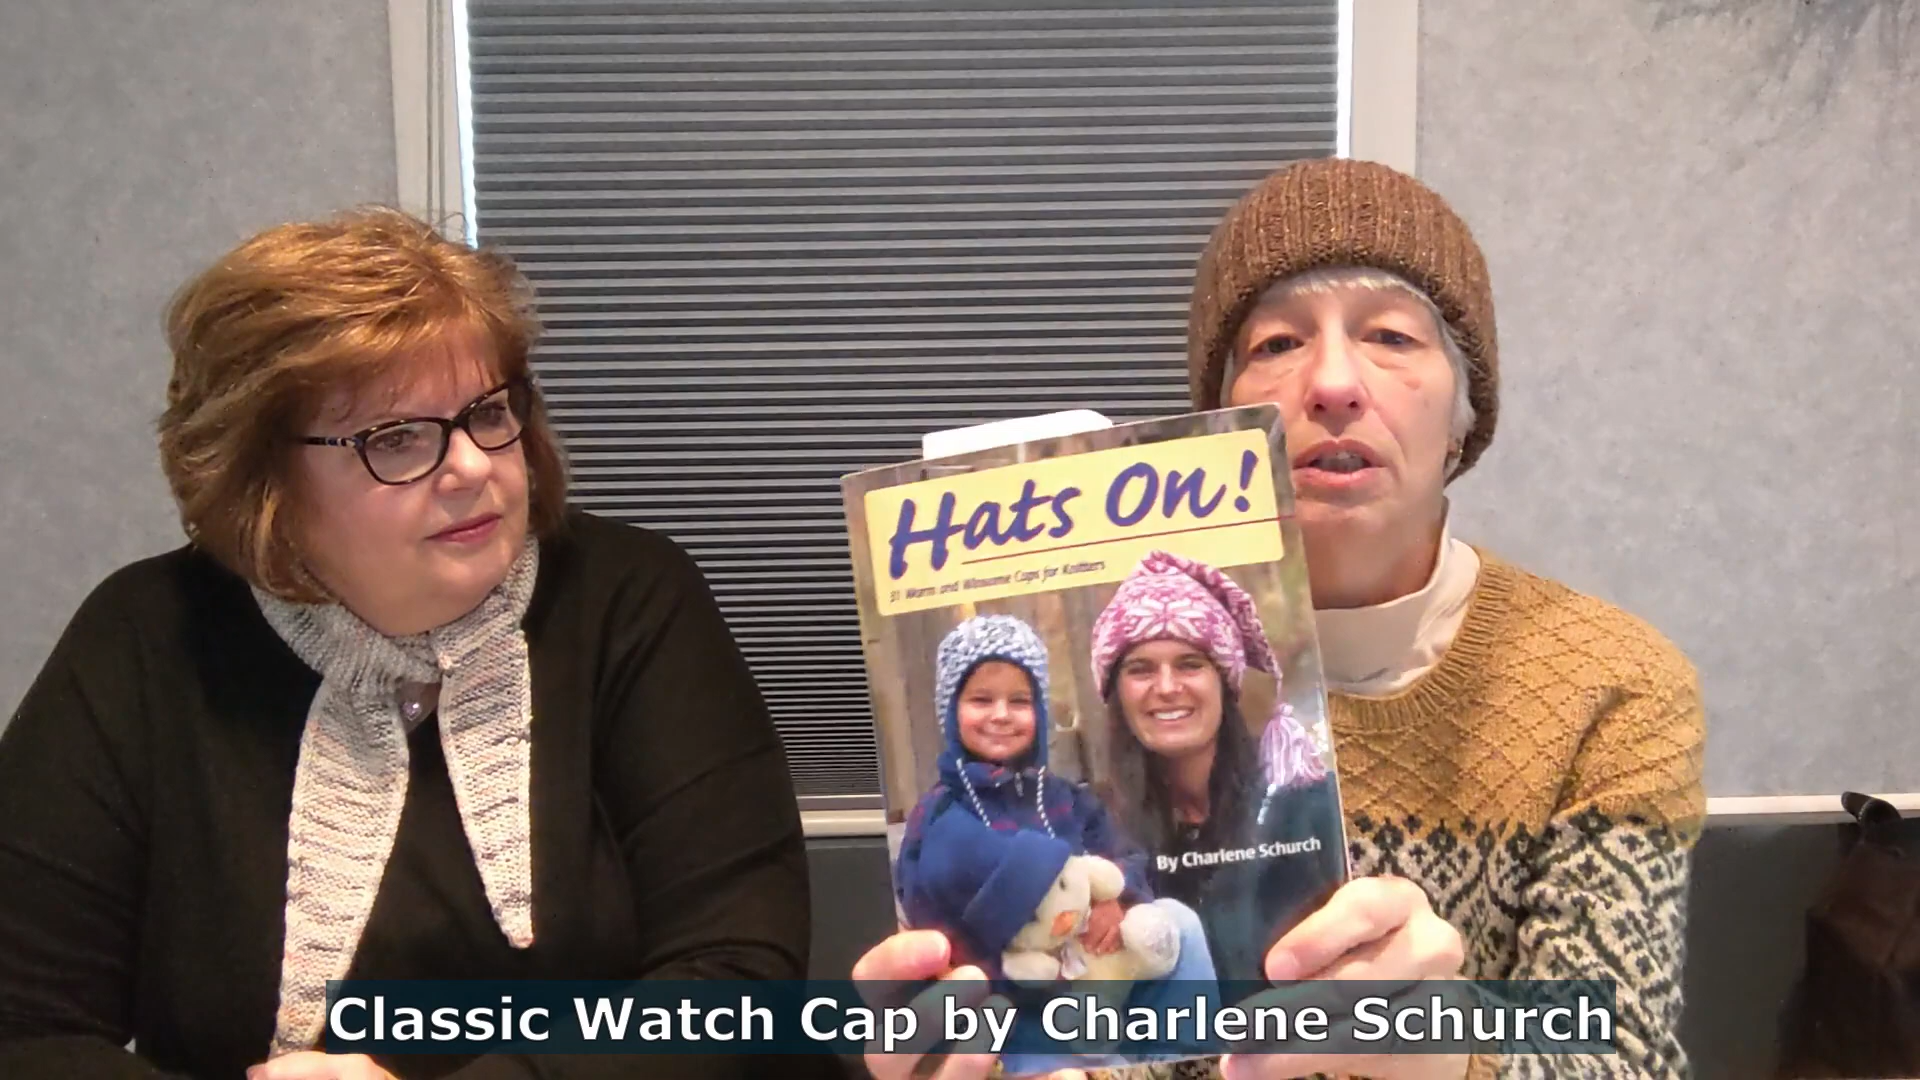 Hats On!
31 Warm and Winsome Caps for Knitters
By Charlene Schurch
Classic Watch Cap by Charlene Schurch